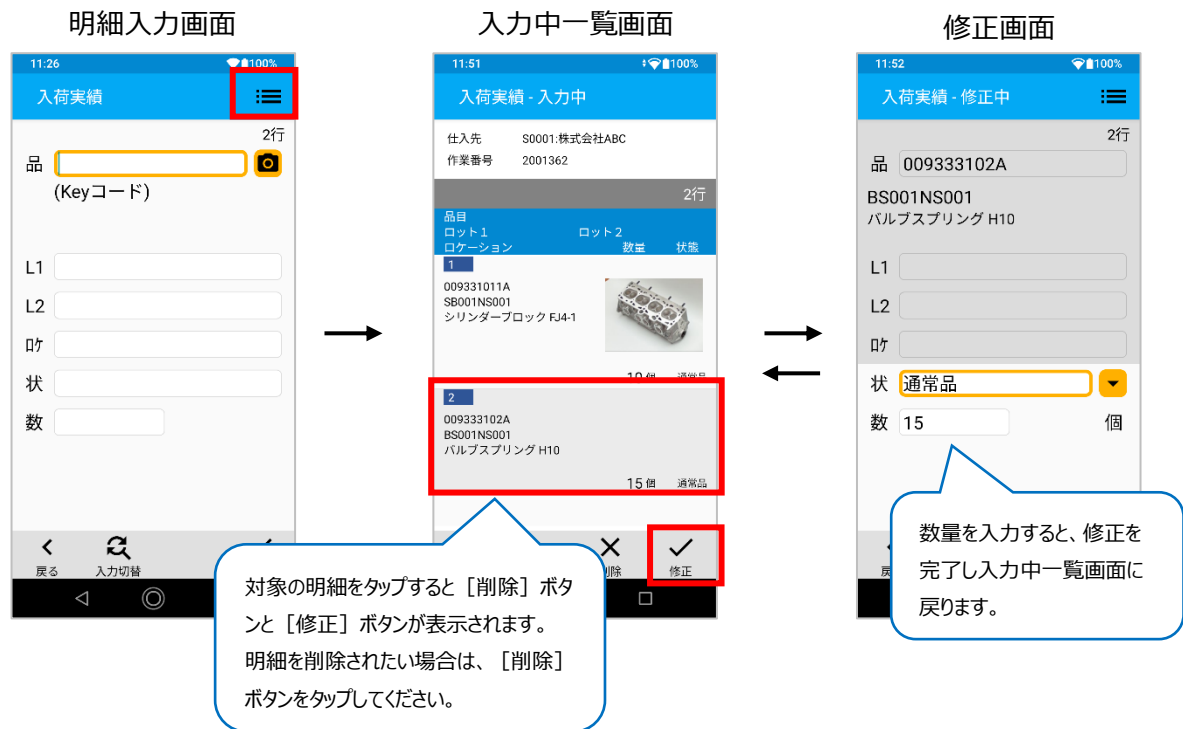 明細入力画面
入力中一覧画面
修正画面
11:26
100%
入荷実績
2行
品
(Keyコード)
L1
L2
ﾛｹ
状
数
戻る
入力切替
11:51
100%
入荷実績 - 入力中
仕入先 S0001:株式会社ABC
作業番号 2001362
2行
品目
ロット１ ロット２
ロケーション 数量 状態
1
009331011A
SB001NS001
シリンダーブロック FJ4-1
2
009333102A
BS001NS001
バルブスプリング H10
15 個 通常品
修正
対象の明細をタップすると［削除］ボタ
ンと［修正］ボタンが表示されます。
明細を削除されたい場合は、［削除］
ボタンをタップしてください。
11:52
100%
入荷実績 - 修正中
2行
品 009333102A
BS001NS001
バルブスプリング H10
L1
L2
ﾛｹ
状 通常品
数 15 個
数量を入力すると、修正を
完了し入力中一覧画面に
戻ります。